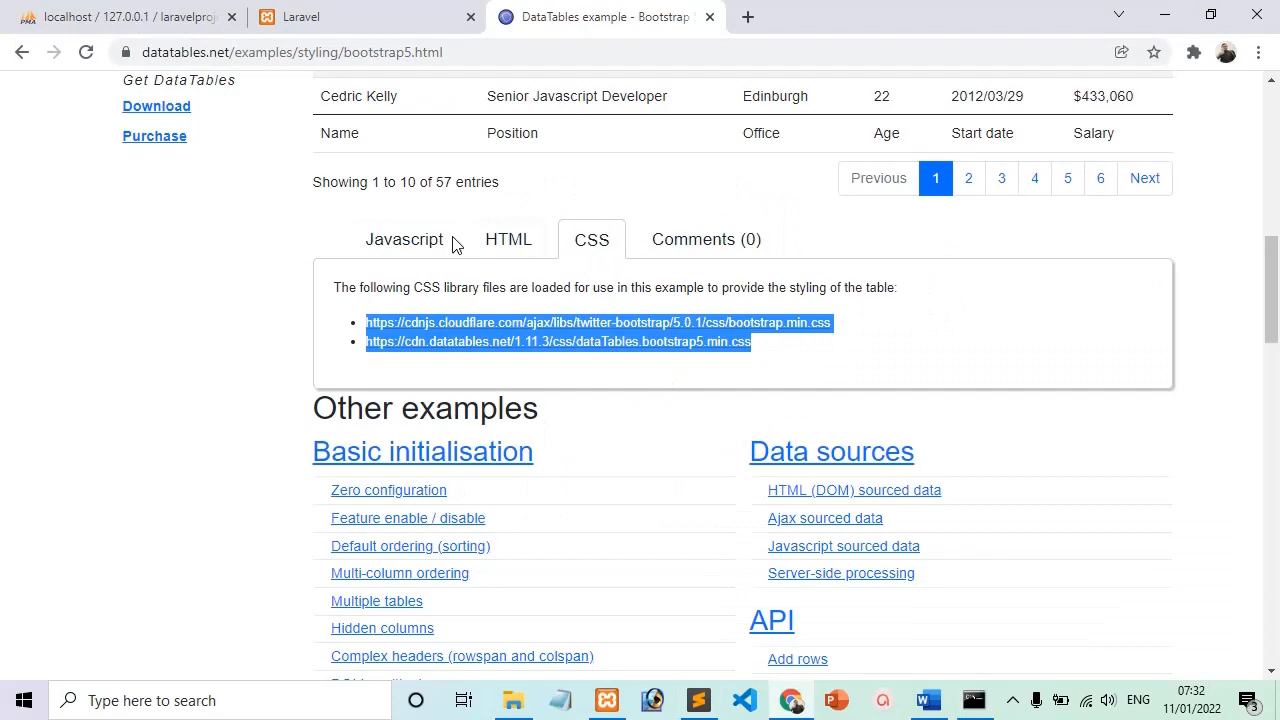 localhost / 127.0.0.1 / laravelproj
Laravel
DataTables example - Bootstrap 5
datatables.net/examples/styling/bootstrap5.html
Get DataTables
Download
Purchase
Cedric Kelly Senior Javascript Developer Edinburgh 22 2012/03/29 $433,060
Name Position Office Age Start date Salary
Showing 1 to 10 of 57 entries
Previous 1 2 3 4 5 6 Next
Javascript HTML CSS Comments (0)
The following CSS library files are loaded for use in this example to provide the styling of the table:
https://cdnjs.cloudflare.com/ajax/libs/twitter-bootstrap/5.0.1/css/bootstrap.min.css
https://cdn.datatables.net/1.11.3/css/dataTables.bootstrap5.min.css
Other examples
Basic initialisation
Zero configuration
Feature enable / disable
Default ordering (sorting)
Multi-column ordering
Multiple tables
Hidden columns
Complex headers (rowspan and colspan)
Data sources
HTML (DOM) sourced data
Ajax sourced data
Javascript sourced data
Server-side processing
API
Add rows
Type here to search
ENG
07:32
11/01/2022
3